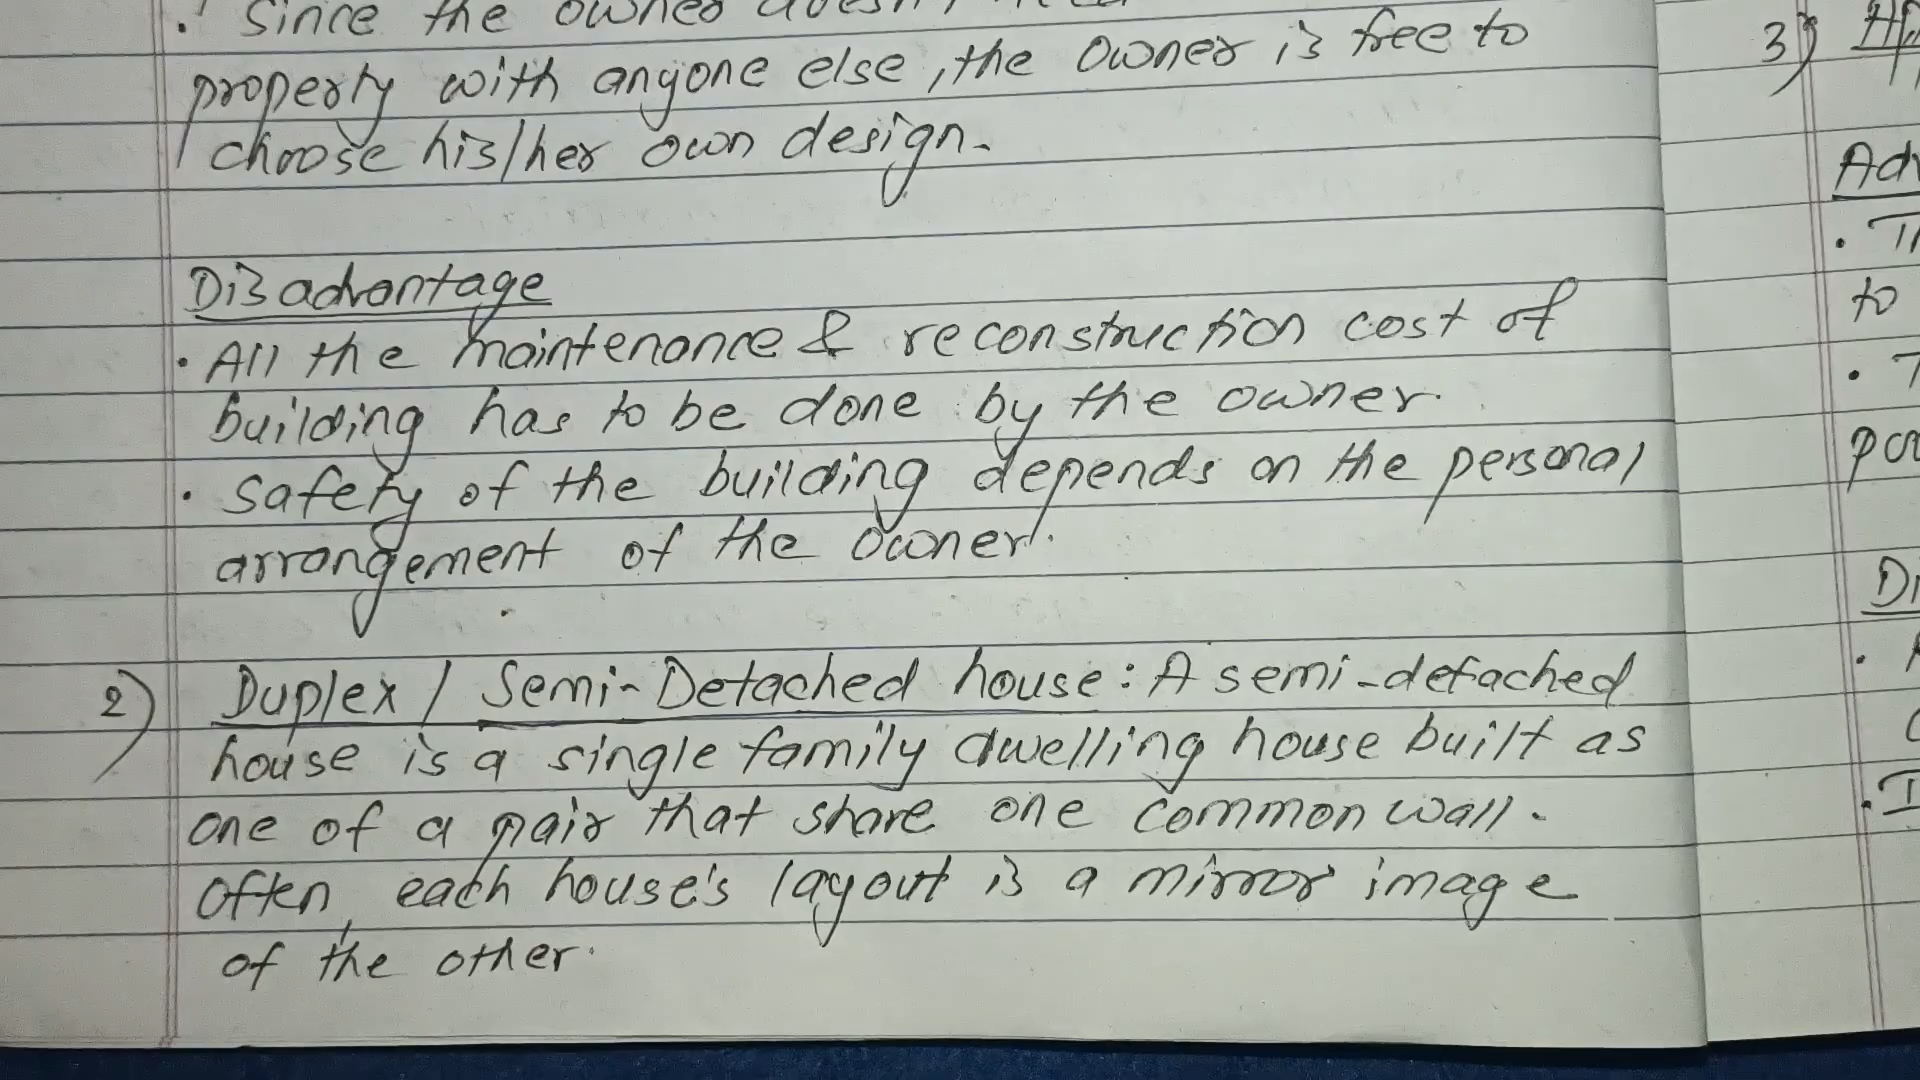 . Since the owner
property with anyone else, the owner is free to
choose his/her own design.
Disadvantage
. All the maintenance & reconstruction cost of
building has to be done by the owner.
. Safety of the building depends on the personal
arrangement of the owner.
2) Duplex / Semi-Detached house: A semi-detached
house is a single family dwelling house built as
one of a pair that share one common wall.
Often, each house's layout is a mirror image
of the other.
3)
to